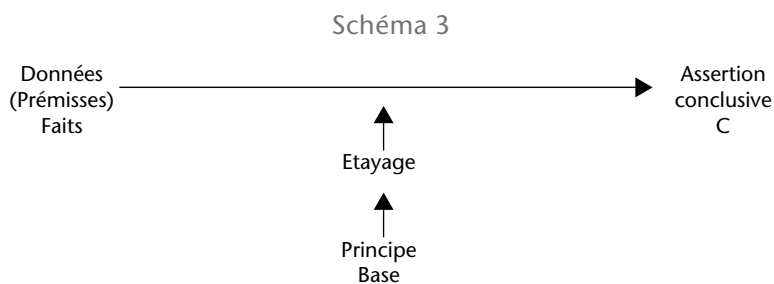 Schéma 3
Données
(Prémisses)
Faits
Assertion
conclusive
C
Etayage
Principe
Base